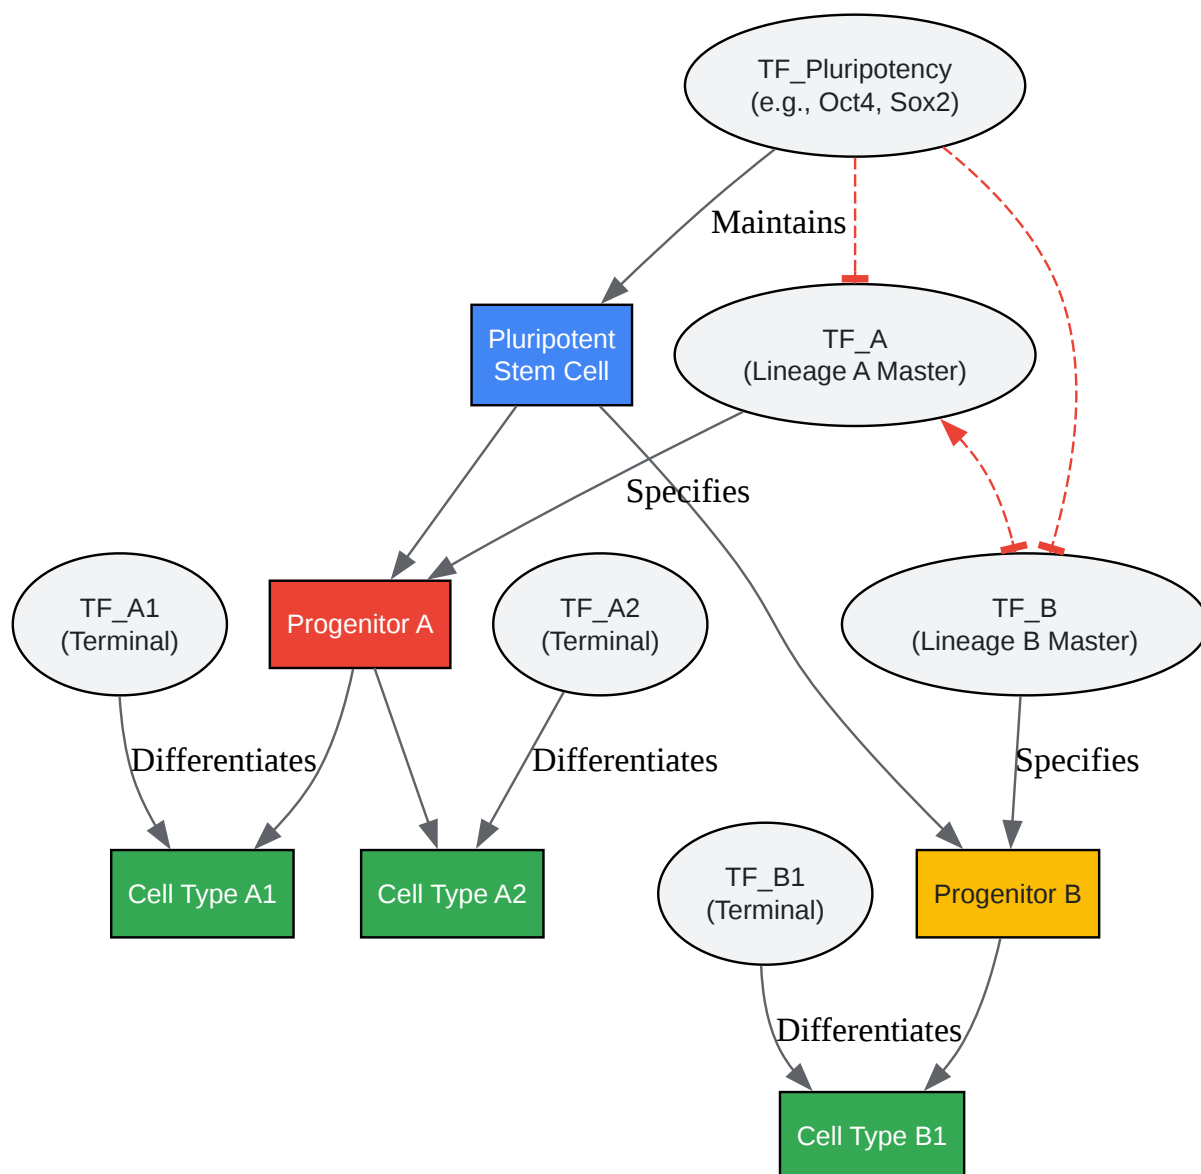 TF_Pluripotency
(e.g., Oct4, Sox2)
Maintains
Pluripotent
Stem Cell
TF_A
(Lineage A Master)
Specifies
TF_A1
(Terminal)
Progenitor A
TF_A2
(Terminal)
TF_B
(Lineage B Master)
Differentiates
Differentiates
Specifies
Cell Type A1
Cell Type A2
TF_B1
(Terminal)
Progenitor B
Differentiates
Cell Type B1